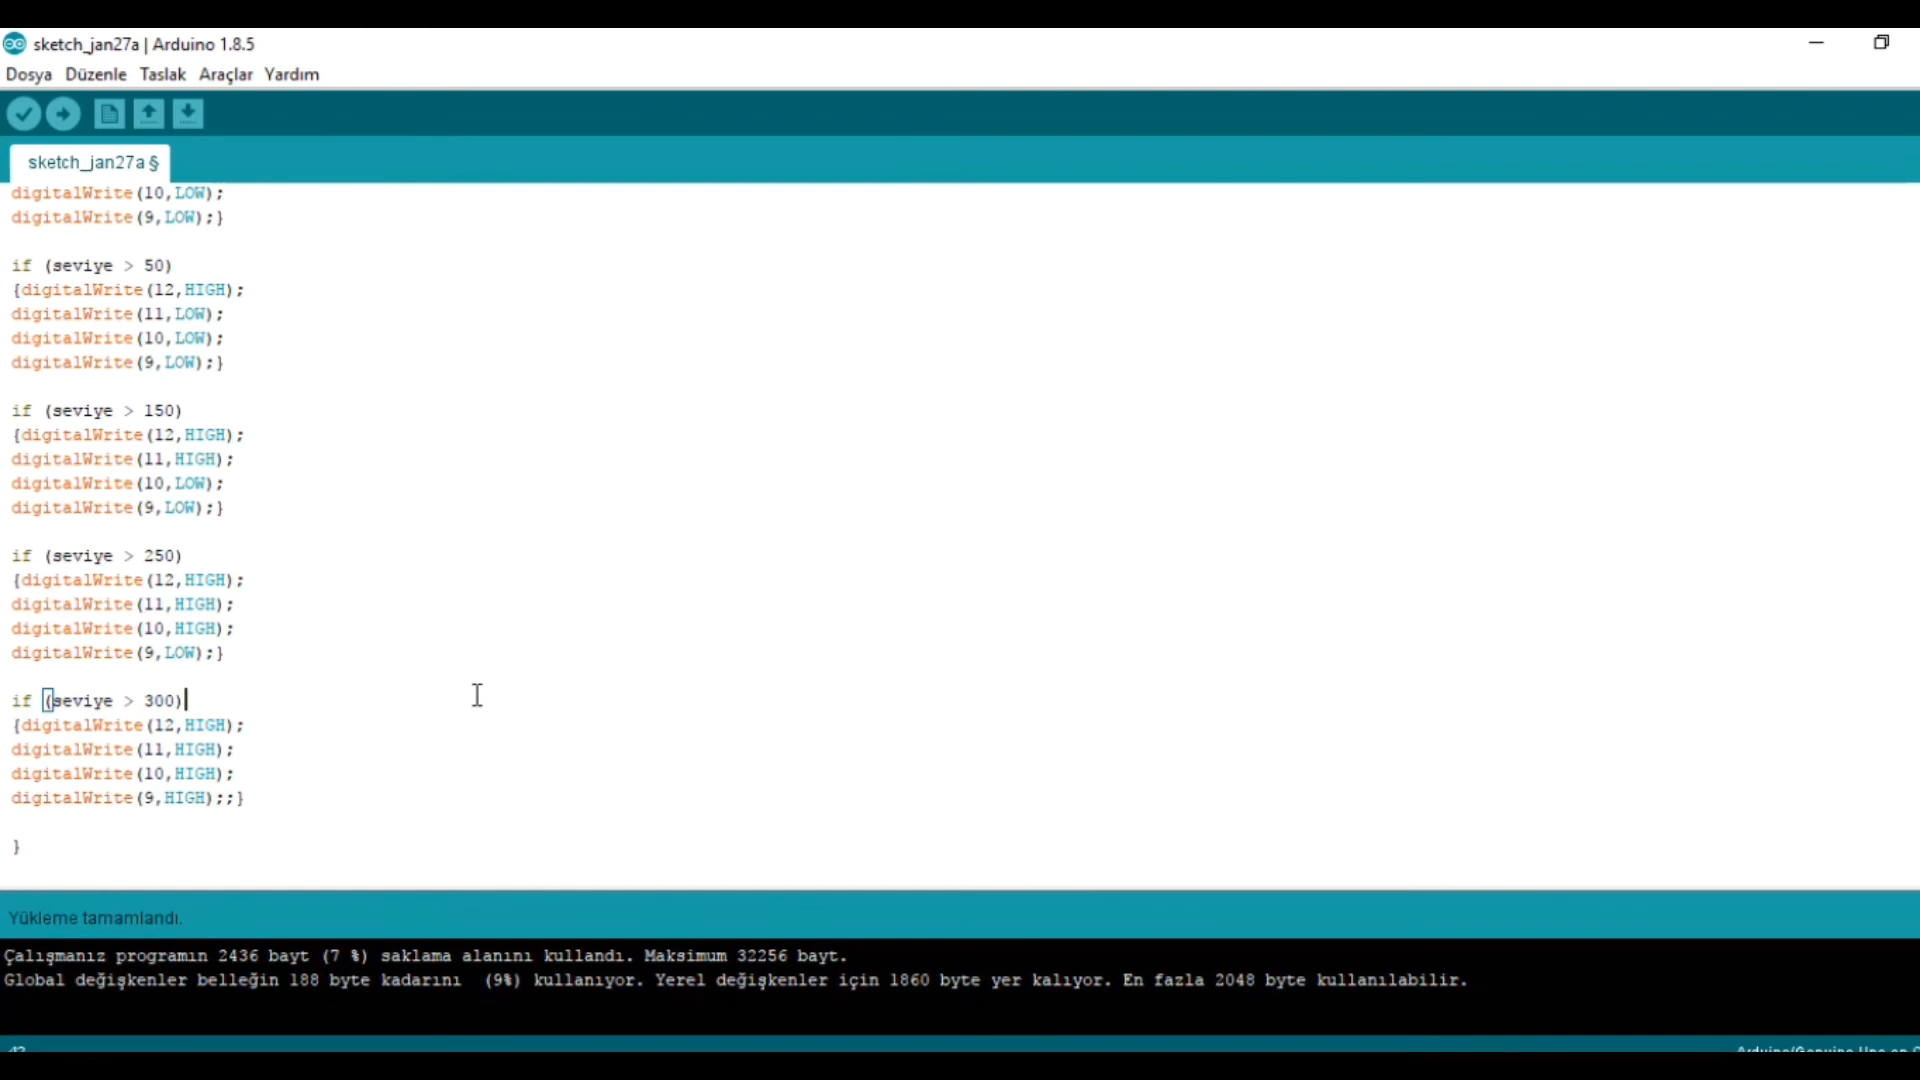 sketch_jan27a | Arduino 1.8.5
Dosya Düzenle Taslak Araçlar Yardım
sketch_jan27a §
digitalWrite(10,LOW);
digitalWrite(9,LOW);}
if (seviye > 50)
{digitalWrite(12,HIGH);
digitalWrite(11,LOW);
digitalWrite(10,LOW);
digitalWrite(9,LOW);}
if (seviye > 150)
{digitalWrite(12,HIGH);
digitalWrite(11,HIGH);
digitalWrite(10,LOW);
digitalWrite(9,LOW);}
if (seviye > 250)
{digitalWrite(12,HIGH);
digitalWrite(11,HIGH);
digitalWrite(10,HIGH);
digitalWrite(9,LOW);}
if (seviye > 300)
{digitalWrite(12,HIGH);
digitalWrite(11,HIGH);
digitalWrite(10,HIGH);
digitalWrite(9,HIGH);;}
}
Yükleme tamamlandı.
Çalışmanız programın 2436 bayt (7 %) saklama alanını kullandı. Maksimum 32256 bayt.
Global değişkenler belleğin 188 byte kadarını (9%) kullanıyor. Yerel değişkenler için 1860 byte yer kalıyor. En fazla 2048 byte kullanılabilir.